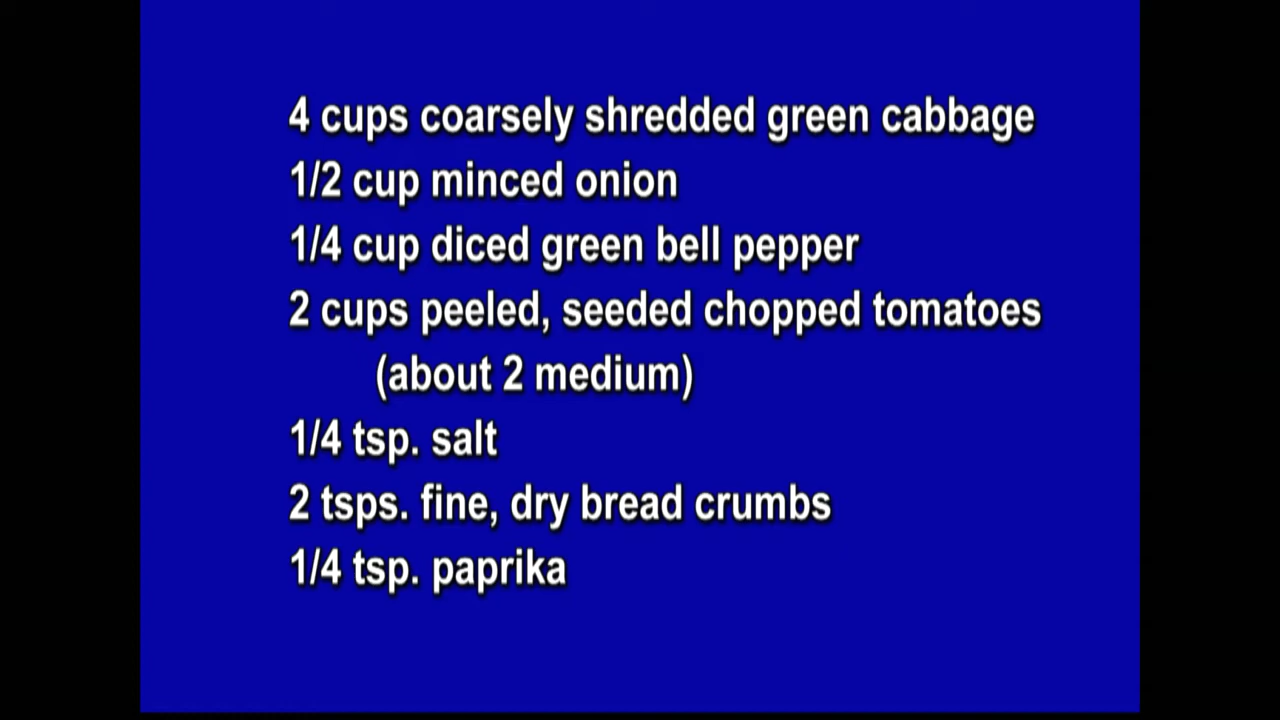 4 cups coarsely shredded green cabbage
1/2 cup minced onion
1/4 cup diced green bell pepper
2 cups peeled, seeded chopped tomatoes
(about 2 medium)
1/4 tsp. salt
2 tsps. fine, dry bread crumbs
1/4 tsp. paprika